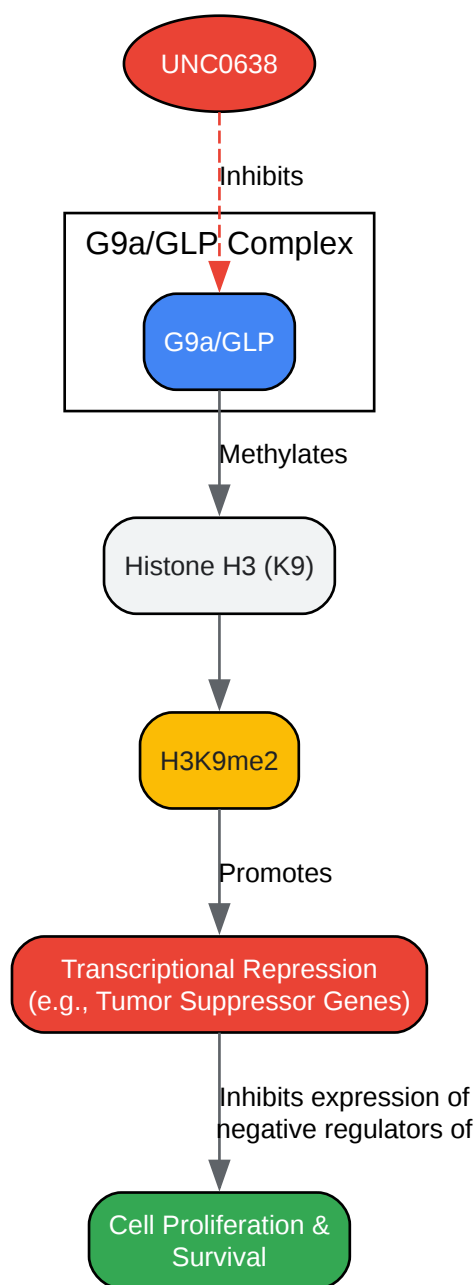 UNC0638
Inhibits
G9a/GLP Complex
G9a/GLP
Methylates
Histone H3 (K9)
H3K9me2
Promotes
Transcriptional Repression
(e.g., Tumor Suppressor Genes)
Inhibits expression of
negative regulators of
Cell Proliferation &
Survival